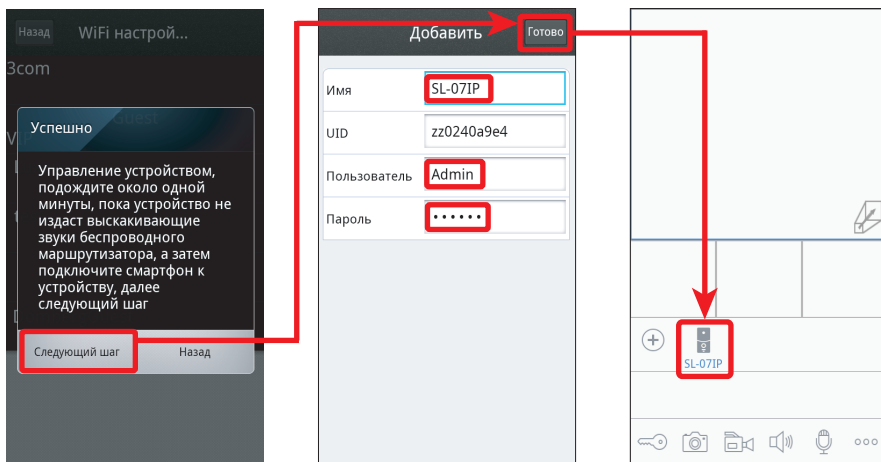 Назад WiFi настрой...
3com
Guest
Успешно
Управление устройством,
подождите около одной
минуты, пока устройство не
издаст выскакивающие
звуки беспроводного
маршрутизатора, а затем
подключите смартфон к
устройству, далее
следующий шаг
Следующий шаг Назад
Добавить Готово
Имя SL-07IP
UID zz0240a9e4
Пользователь Admin
Пароль ••••••
SL-07IP